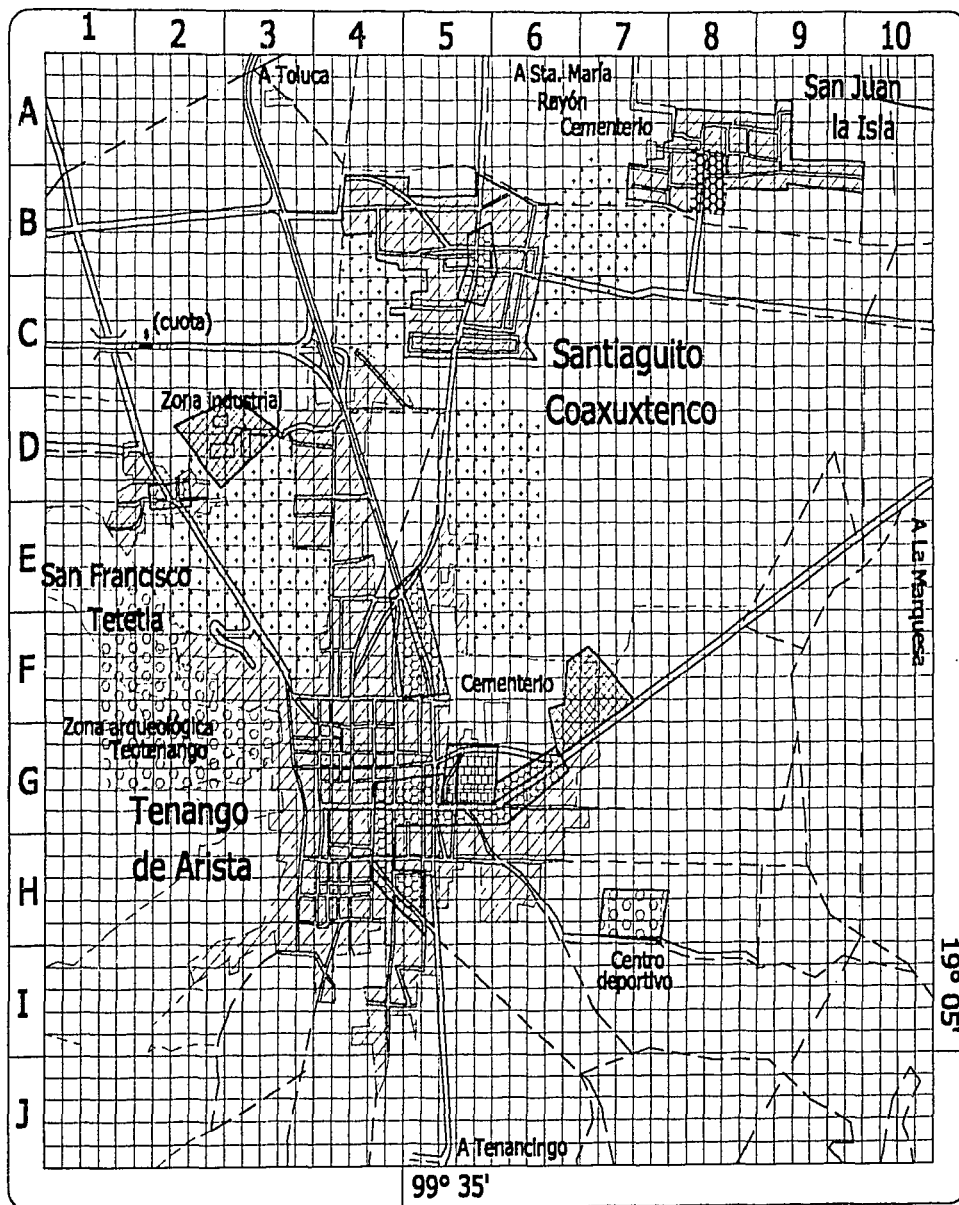 1 2 3 4 5 6 7 8 9 10
A
B
C
D
E
F
G
H
I
J
A Toluca
A Sta. María
Rayón
Cementerio
San Juan
la Isla
(cuota)
Santiaguito
Coaxuxtenco
Zona industrial
A La Marquesa
San Francisco
Tetetla
Cementerio
Zona arqueológica
Teotenango
Tenango
de Arista
Centro
deportivo
19° 05'
A Tenancingo
99° 35'